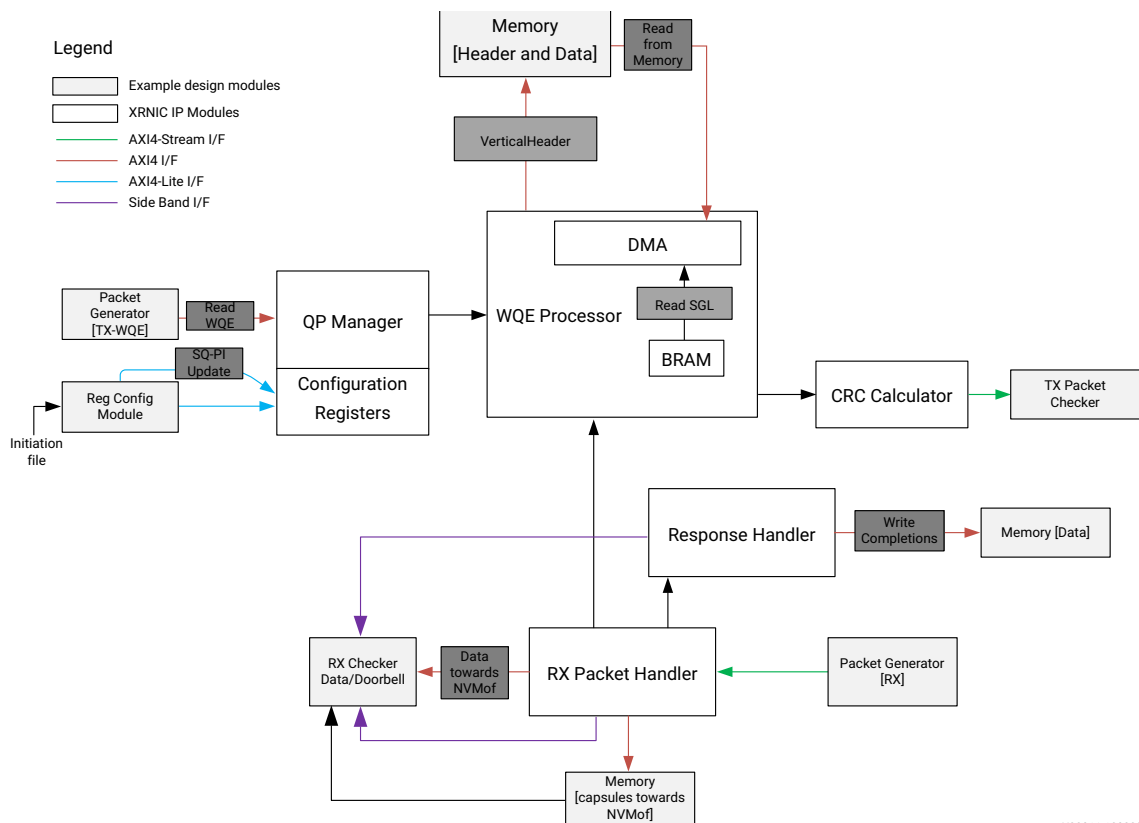 Legend
Example design modules
XRNIC IP Modules
AXI4-Stream I/F
AXI4 I/F
AXI4-Lite I/F
Side Band I/F
Memory
[Header and Data]
Read
from
Memory
VerticalHeader
DMA
Read SGL
WQE Processor
BRAM
Packet
Generator
[TX-WQE]
Read
WQE
QP Manager
SQ-PI
Update
Configuration
Registers
Reg Config
Module
Initiation
file
CRC Calculator
TX Packet
Checker
Response Handler
Write
Completions
Memory [Data]
RX Checker
Data/Doorbell
Data
towards
NVMof
RX Packet Handler
Packet Generator
[RX]
Memory
[capsules towards
NVMof]